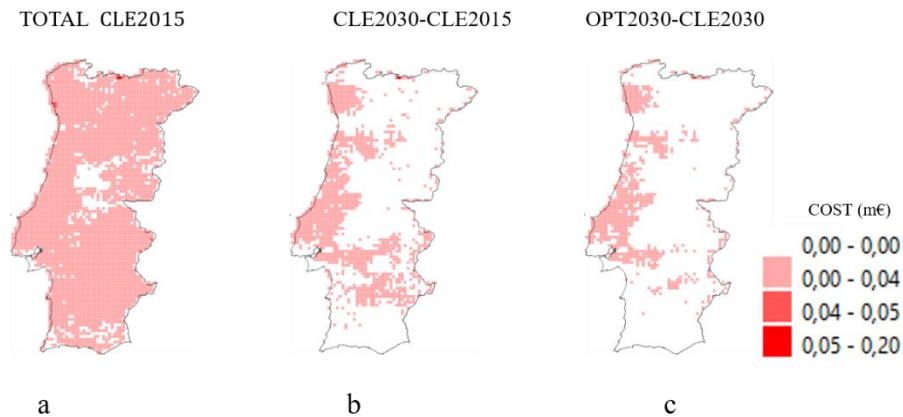 TOTAL CLE2015
CLE2030-CLE2015
OPT2030-CLE2030
COST (m€)
0,00 - 0,00
0,00 - 0,04
0,04 - 0,05
0,05 - 0,20
a
b
c